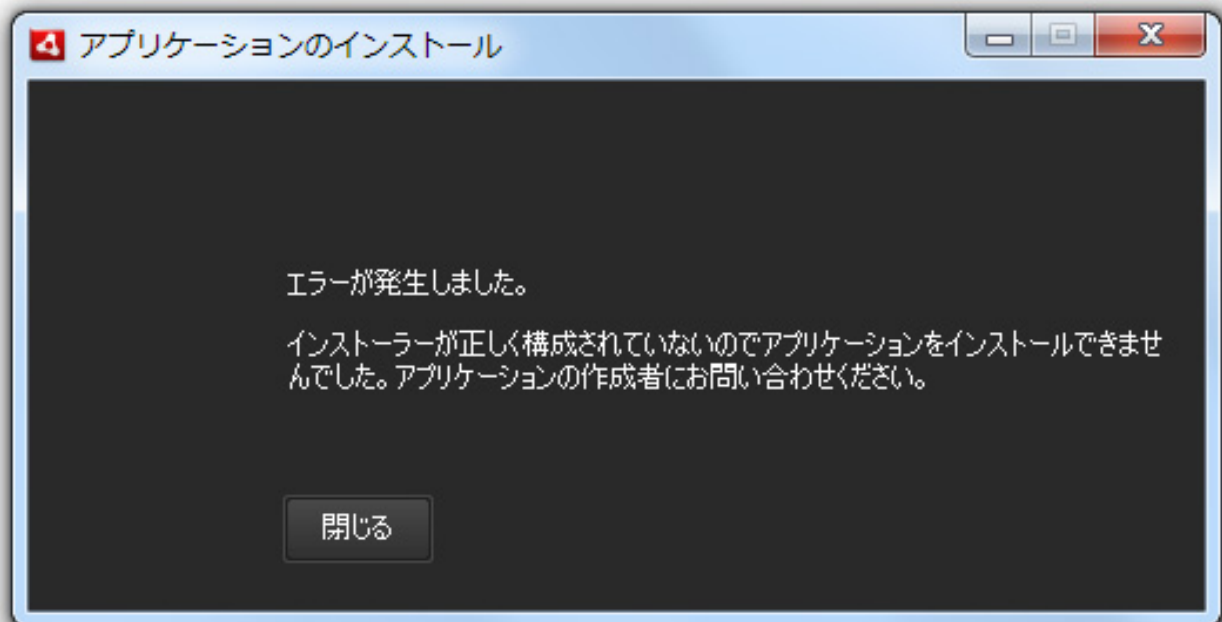 アプリケーションのインストール
エラーが発生しました。
インストーラーが正しく構成されていないのでアプリケーションをインストールできませ
んでした。アプリケーションの作成者にお問い合わせください。
閉じる